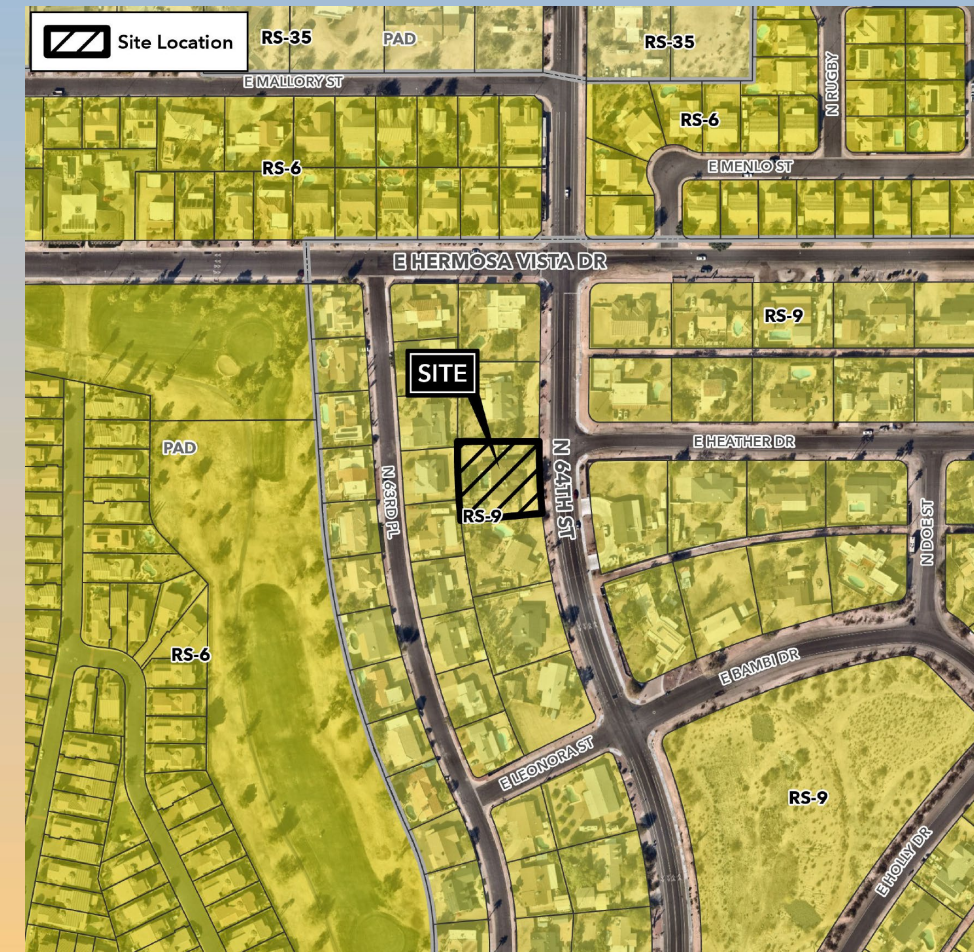 Site Location
RS-35
PAD
RS-35
E MALLORY ST
N RUGBY
RS-6
RS-6
E MENLO ST
E HERMOSA VISTA DR
RS-9
SITE
PAD
E HEATHER DR
N 63RD PL
N 64TH ST
RS-9
N DOE ST
RS-6
E BAMBI DR
E LEONORA ST
RS-9
E HOLLY DR